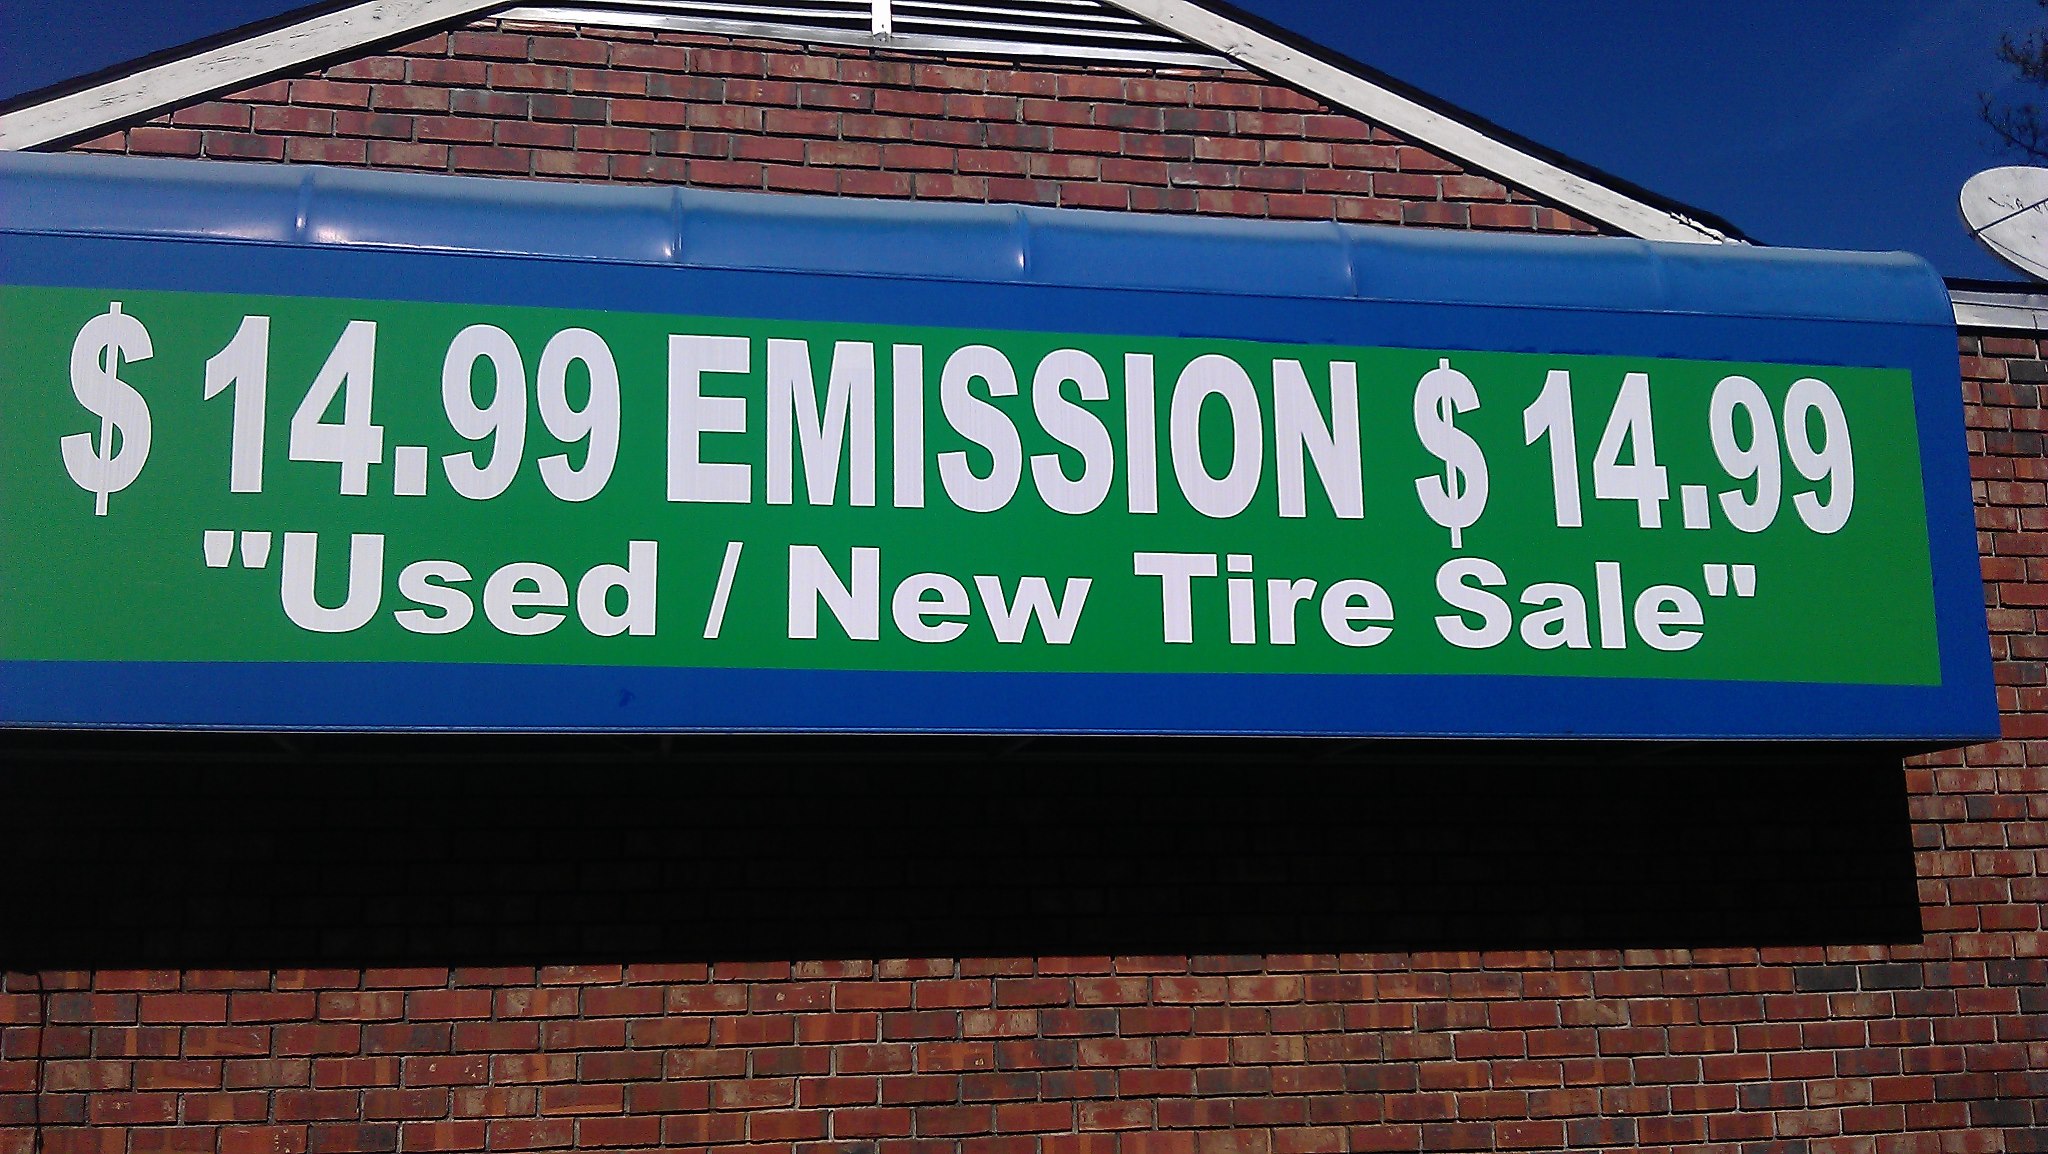 $ 14.99 EMISSION $ 14.99
"Used / New Tire Sale"